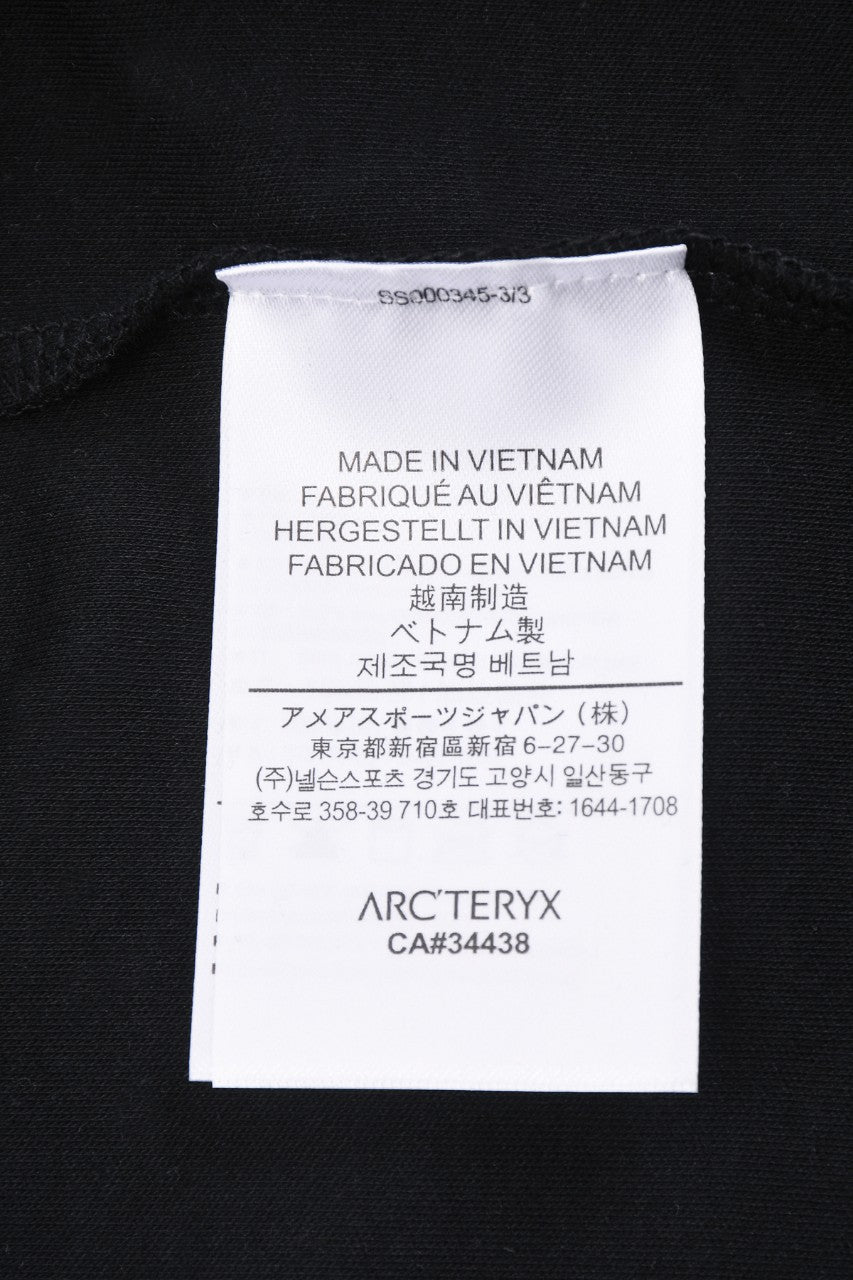 SS000345-3/3
MADE IN VIETNAM
FABRIQUÉ AU VIÊTNAM
HERGESTELLT IN VIETNAM
FABRICADO EN VIETNAM
越南制造
ベトナム製
제조국명 베트남
アメアスポーツジャパン（株）
東京都新宿區新宿6-27-30
(주)넬슨스포츠 경기도 고양시 일산동구
호수로 358-39 710호 대표번호: 1644-1708
ARC'TERYX
CA#34438